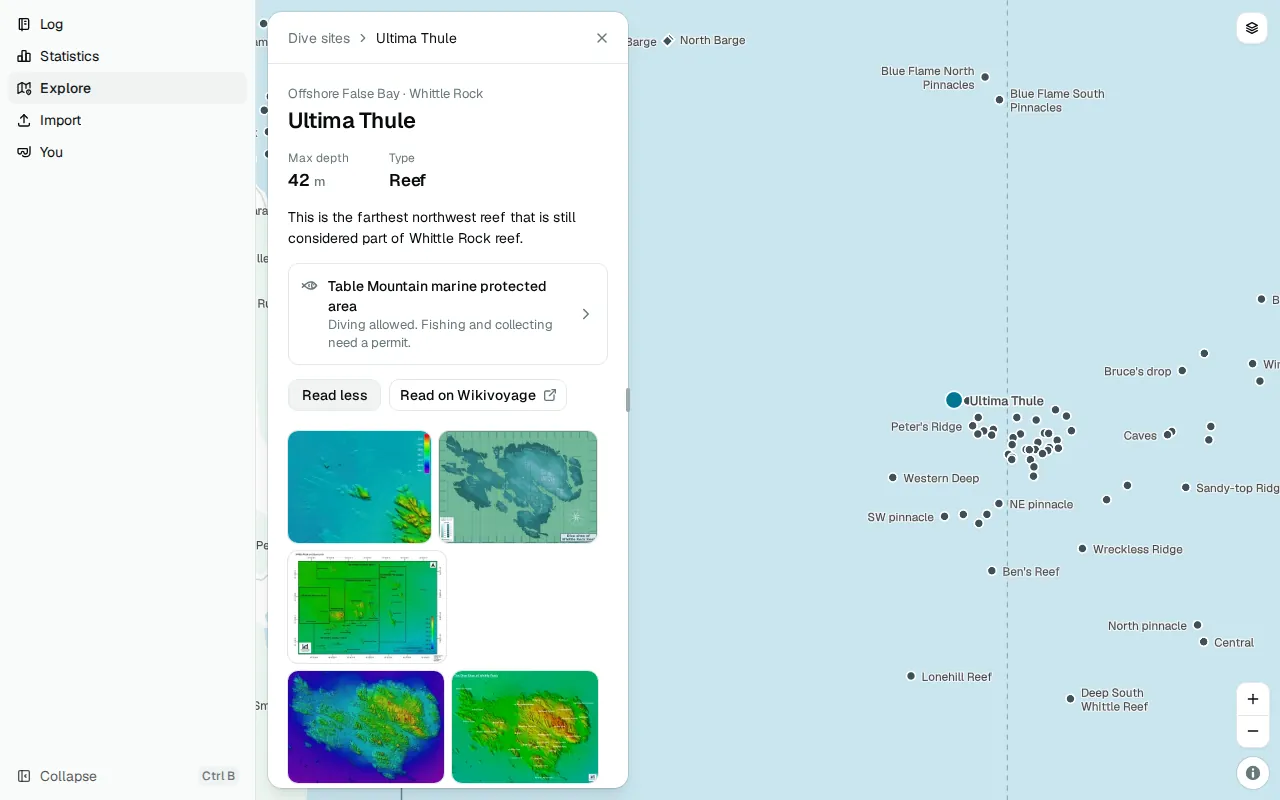 Log
Statistics
Explore
Import
You
Collapse
Ctrl B
Dive sites
Ultima Thule
Offshore False Bay · Whittle Rock
Ultima Thule
Max depth
Type
42 m
Reef
This is the farthest northwest reef that is still
considered part of Whittle Rock reef.
Table Mountain marine protected
area
Diving allowed. Fishing and collecting
need a permit.
Read less
Read on Wikivoyage
Barge
North Barge
Blue Flame North
Pinnacles
Blue Flame South
Pinnacles
Bruce's drop
Ultima Thule
Peter's Ridge
Caves
Western Deep
Sandy-top Ridg
NE pinnacle
SW pinnacle
Wreckless Ridge
Ben's Reef
North pinnacle
Central
Lonehill Reef
Deep South
Whittle Reef